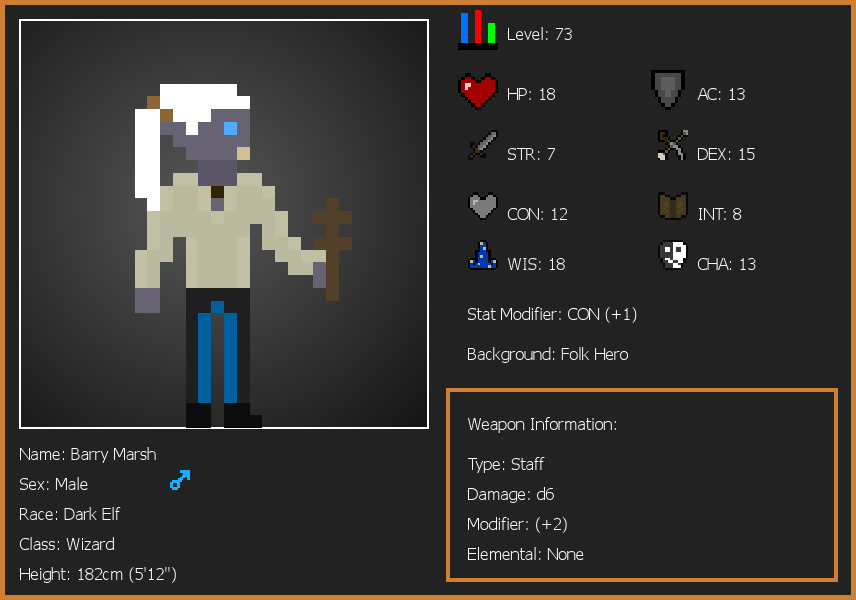 Level: 73
HP: 18
AC: 13
STR: 7
DEX: 15
CON: 12
INT: 8
WIS: 18
CHA: 13
Stat Modifier: CON (+1)
Background: Folk Hero
Weapon Information:
Type: Staff
Damage: d6
Modifier: (+2)
Elemental: None
Name: Barry Marsh
Sex: Male
Race: Dark Elf
Class: Wizard
Height: 182cm (5'12")